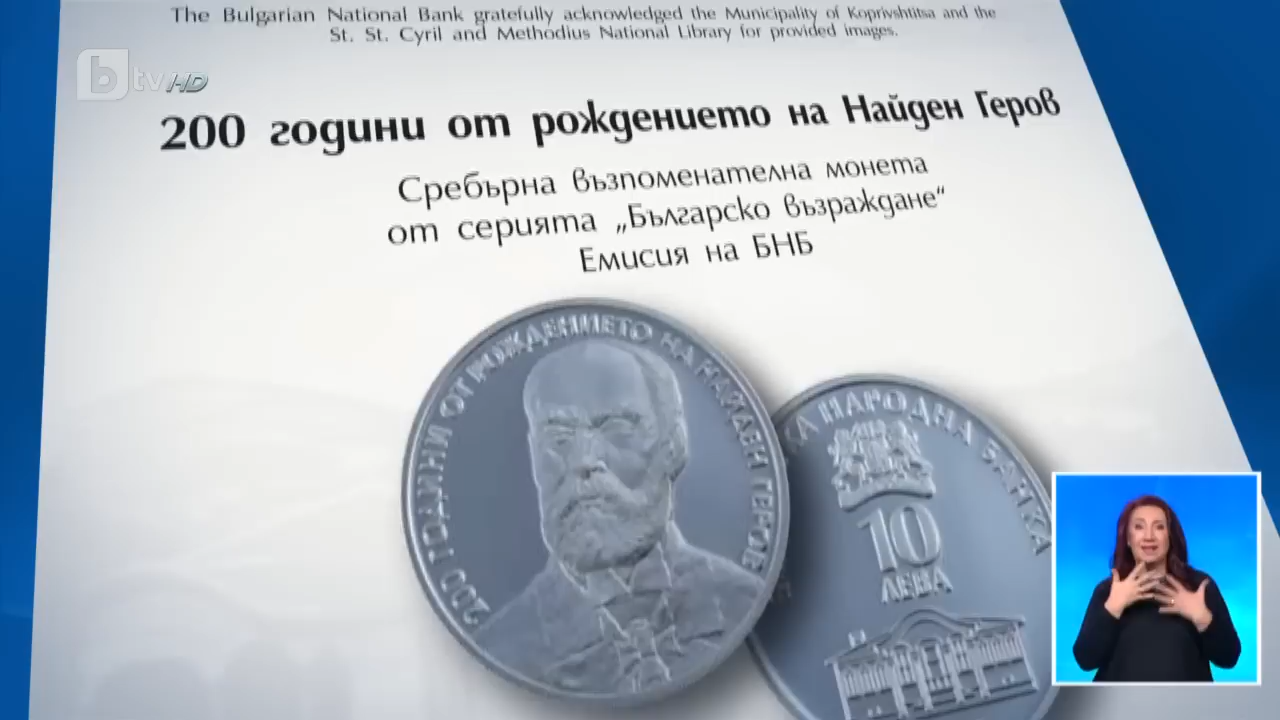 The Bulgarian National Bank gratefully acknowledged the Municipality of Koprivshtitsa and the
St. St. Cyril and Methodius National Library for provided images.
btv HD
200 години от рождението на Найден Геров
Сребърна възпоменателна монета
от серията „Българско възраждане“
Емисия на БНБ
200 ГОДИНИ ОТ РОЖДЕНИЕТО НА НАЙДЕН ГЕРОВ
НАРОДНА БАНКА
10
ЛЕВА